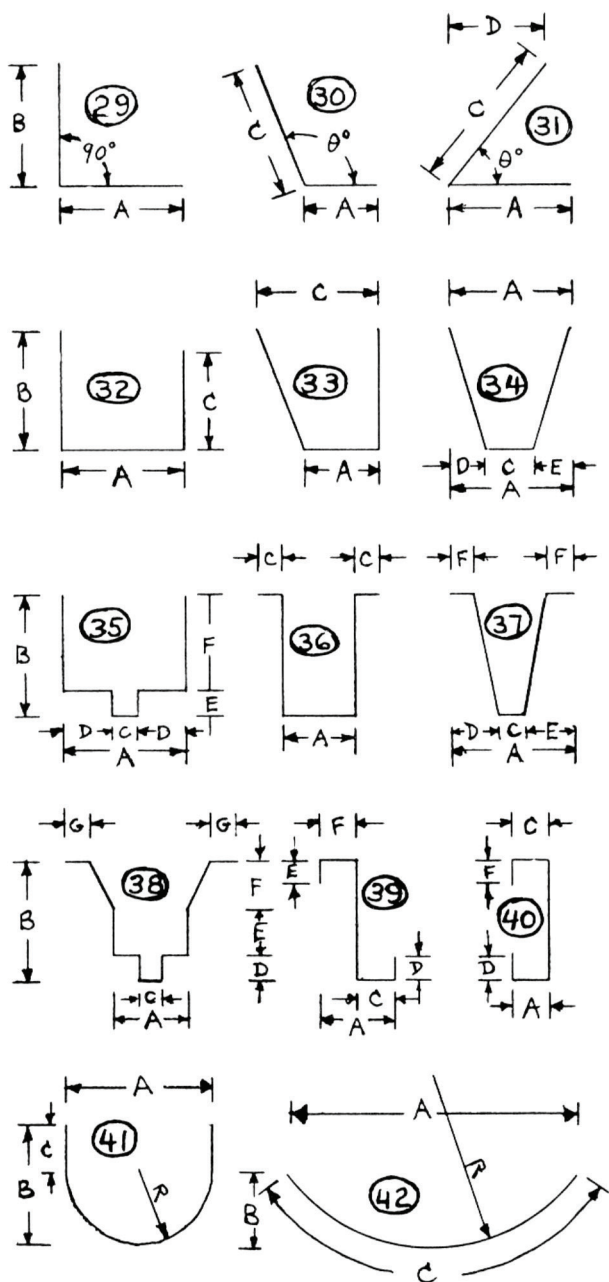 D
B 29 C 30 C 31
90° θ° θ°
A A A
C A
B 32 C 33 34
D C E
A A A
C C F F
B 35 F 36 37
E
D C D D C E
A A A
G G F C
B 38 F E 39 F 40
E
D D D
C C
A A A
A
C 41 A R
B R B 42
C